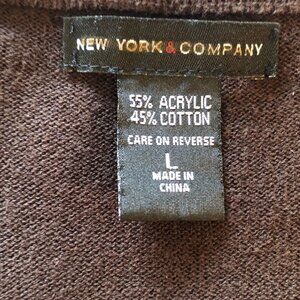 NEW YORK & COMPANY
55% ACRYLIC
45% COTTON
CARE ON REVERSE
L
MADE IN
CHINA